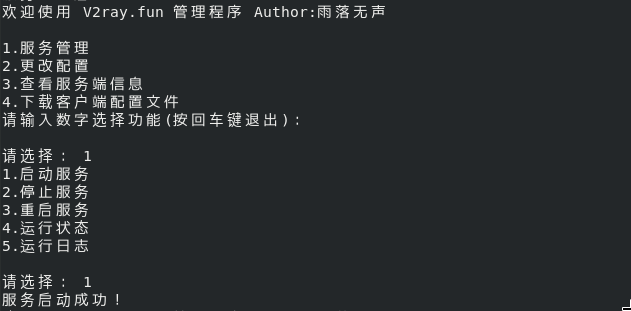 欢迎使用 V2ray.fun 管理程序 Author:雨落无声
1.服务管理
2.更改配置
3.查看服务端信息
4.下载客户端配置文件
请输入数字选择功能(按回车键退出):
请选择: 1
1.启动服务
2.停止服务
3.重启服务
4.运行状态
5.运行日志
请选择: 1
服务启动成功!